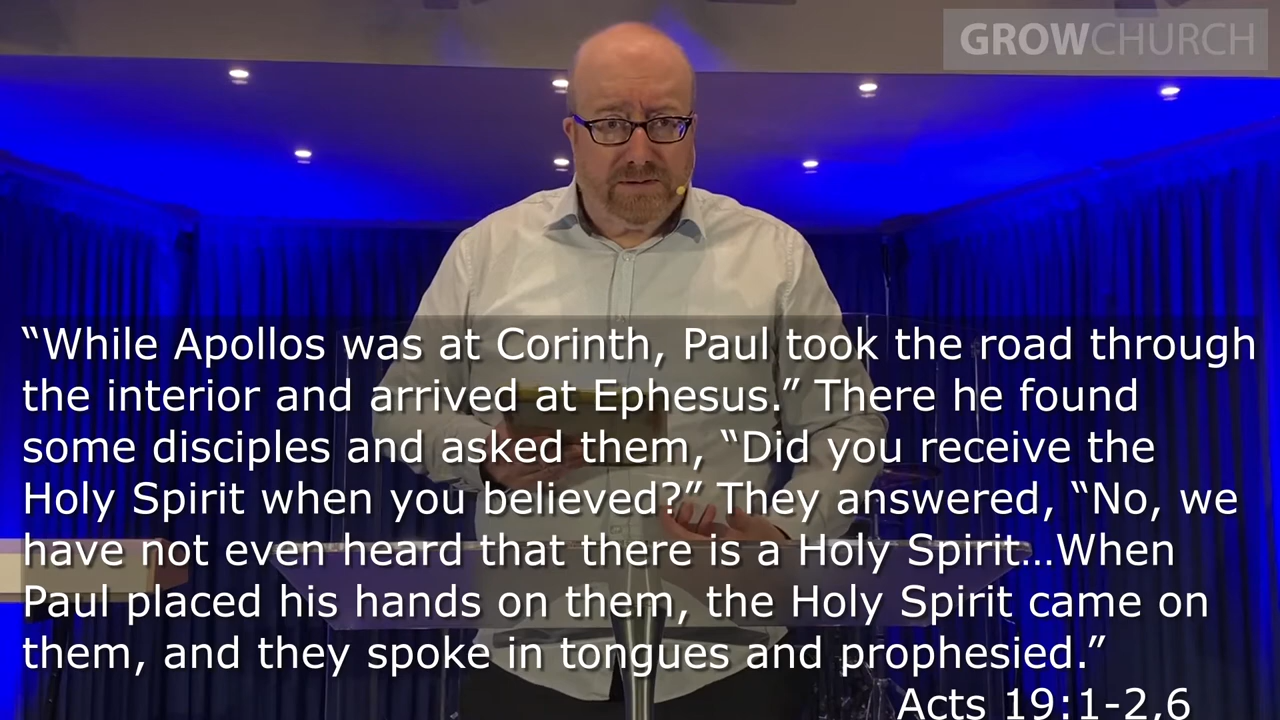 GROWCHURCH
“While Apollos was at Corinth, Paul took the road through
the interior and arrived at Ephesus.” There he found
some disciples and asked them, “Did you receive the
Holy Spirit when you believed?” They answered, “No, we
have not even heard that there is a Holy Spirit…When
Paul placed his hands on them, the Holy Spirit came on
them, and they spoke in tongues and prophesied.”
Acts 19:1-2,6